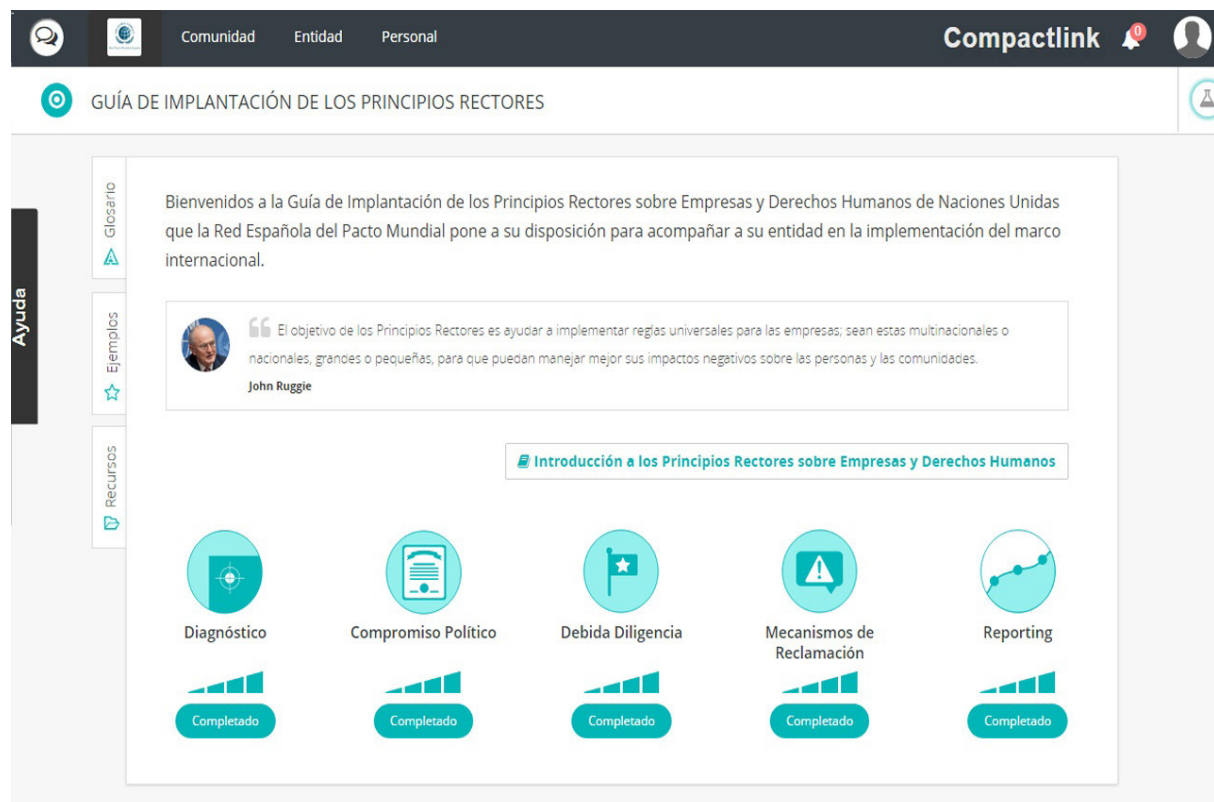 Comunidad Entidad Personal Compactlink 0
GUÍA DE IMPLANTACIÓN DE LOS PRINCIPIOS RECTORES
Ayuda
Glosario
Ejemplos
Recursos
Bienvenidos a la Guía de Implantación de los Principios Rectores sobre Empresas y Derechos Humanos de Naciones Unidas
que la Red Española del Pacto Mundial pone a su disposición para acompañar a su entidad en la implementación del marco
internacional.
El objetivo de los Principios Rectores es ayudar a implementar reglas universales para las empresas; sean estas multinacionales o
nacionales, grandes o pequeñas, para que puedan manejar mejor sus impactos negativos sobre las personas y las comunidades.
John Ruggie
Introducción a los Principios Rectores sobre Empresas y Derechos Humanos
Diagnóstico Compromiso Político Debida Diligencia Mecanismos de Reporting
Reclamación
Completado Completado Completado Completado Completado